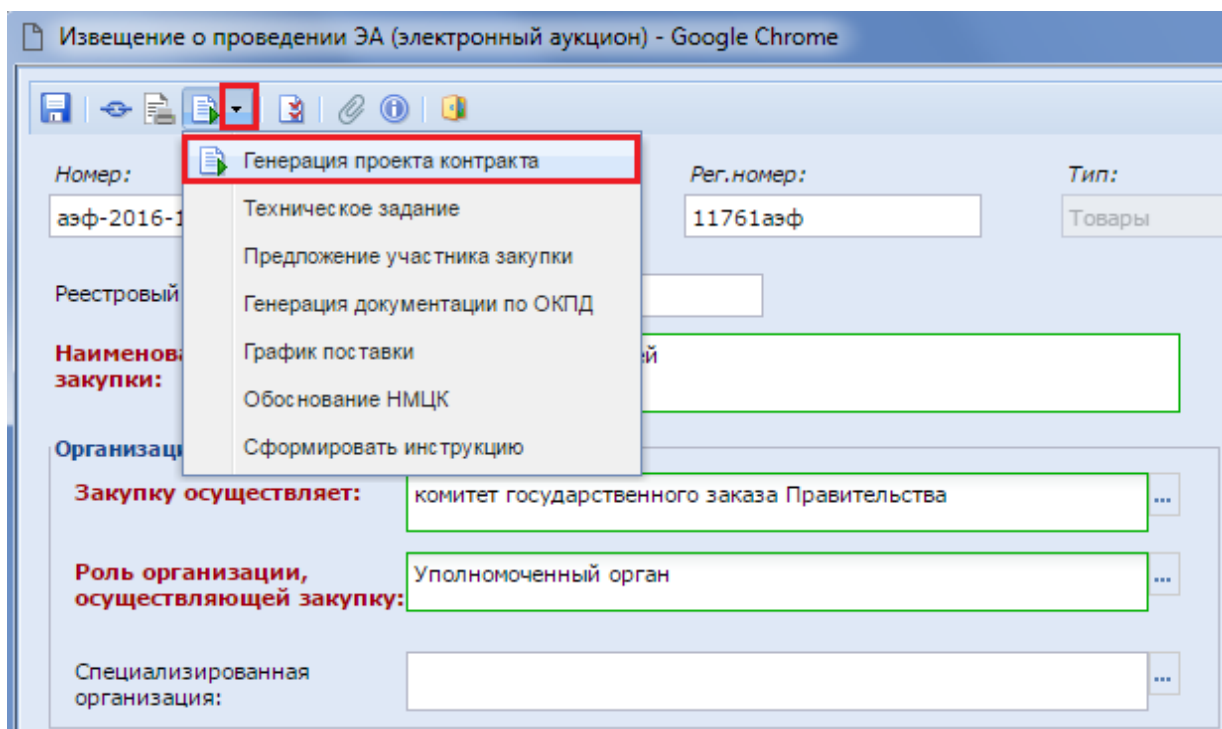 Извещение о проведении ЭА (электронный аукцион) - Google Chrome
Генерация проекта контракта
Техническое задание
Предложение участника закупки
Генерация документации по ОКПД
График поставки
Обоснование НМЦК
Сформировать инструкцию
Номер:
Рег.номер:
Тип:
аэф-2016-1
11761аэф
Товары
Реестровый
Наименова
закупки:
ей
Организаци
Закупку осуществляет:
комитет государственного заказа Правительства
...
Роль организации,
осуществляющей закупку:
Уполномоченный орган
...
Специализированная
организация:
...